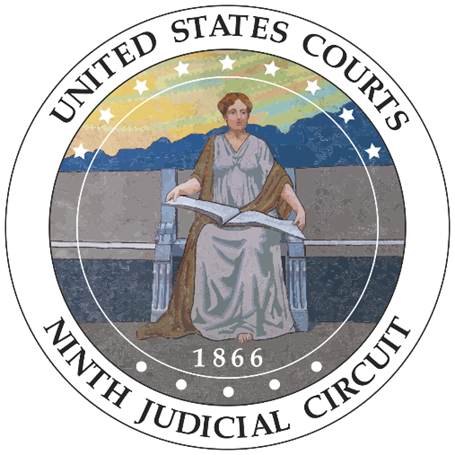 UNITED STATES COURTS
1866
NINTH JUDICIAL CIRCUIT